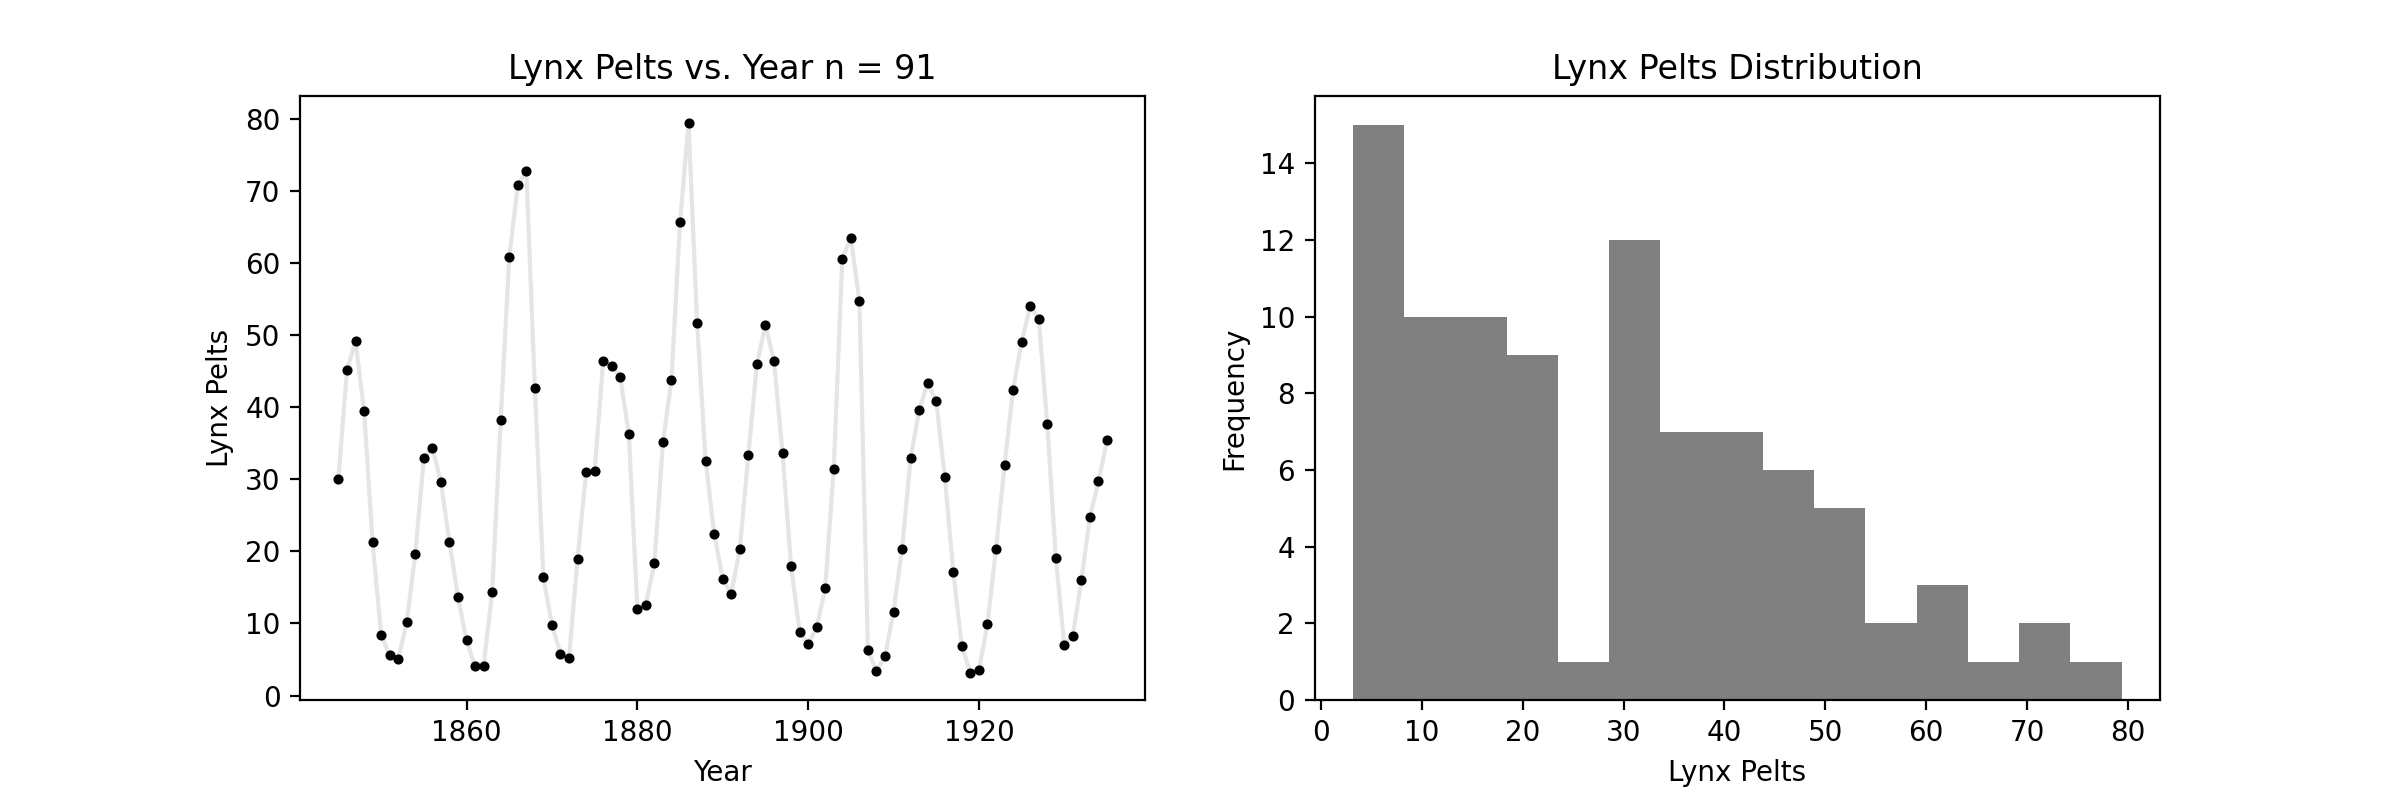 Lynx Pelts vs. Year n = 91
80
70
60
50
40
30
20
10
0
Lynx Pelts
1860 1880 1900 1920
Year
Lynx Pelts Distribution
14
12
10
8
6
4
2
0
Frequency
0 10 20 30 40 50 60 70 80
Lynx Pelts